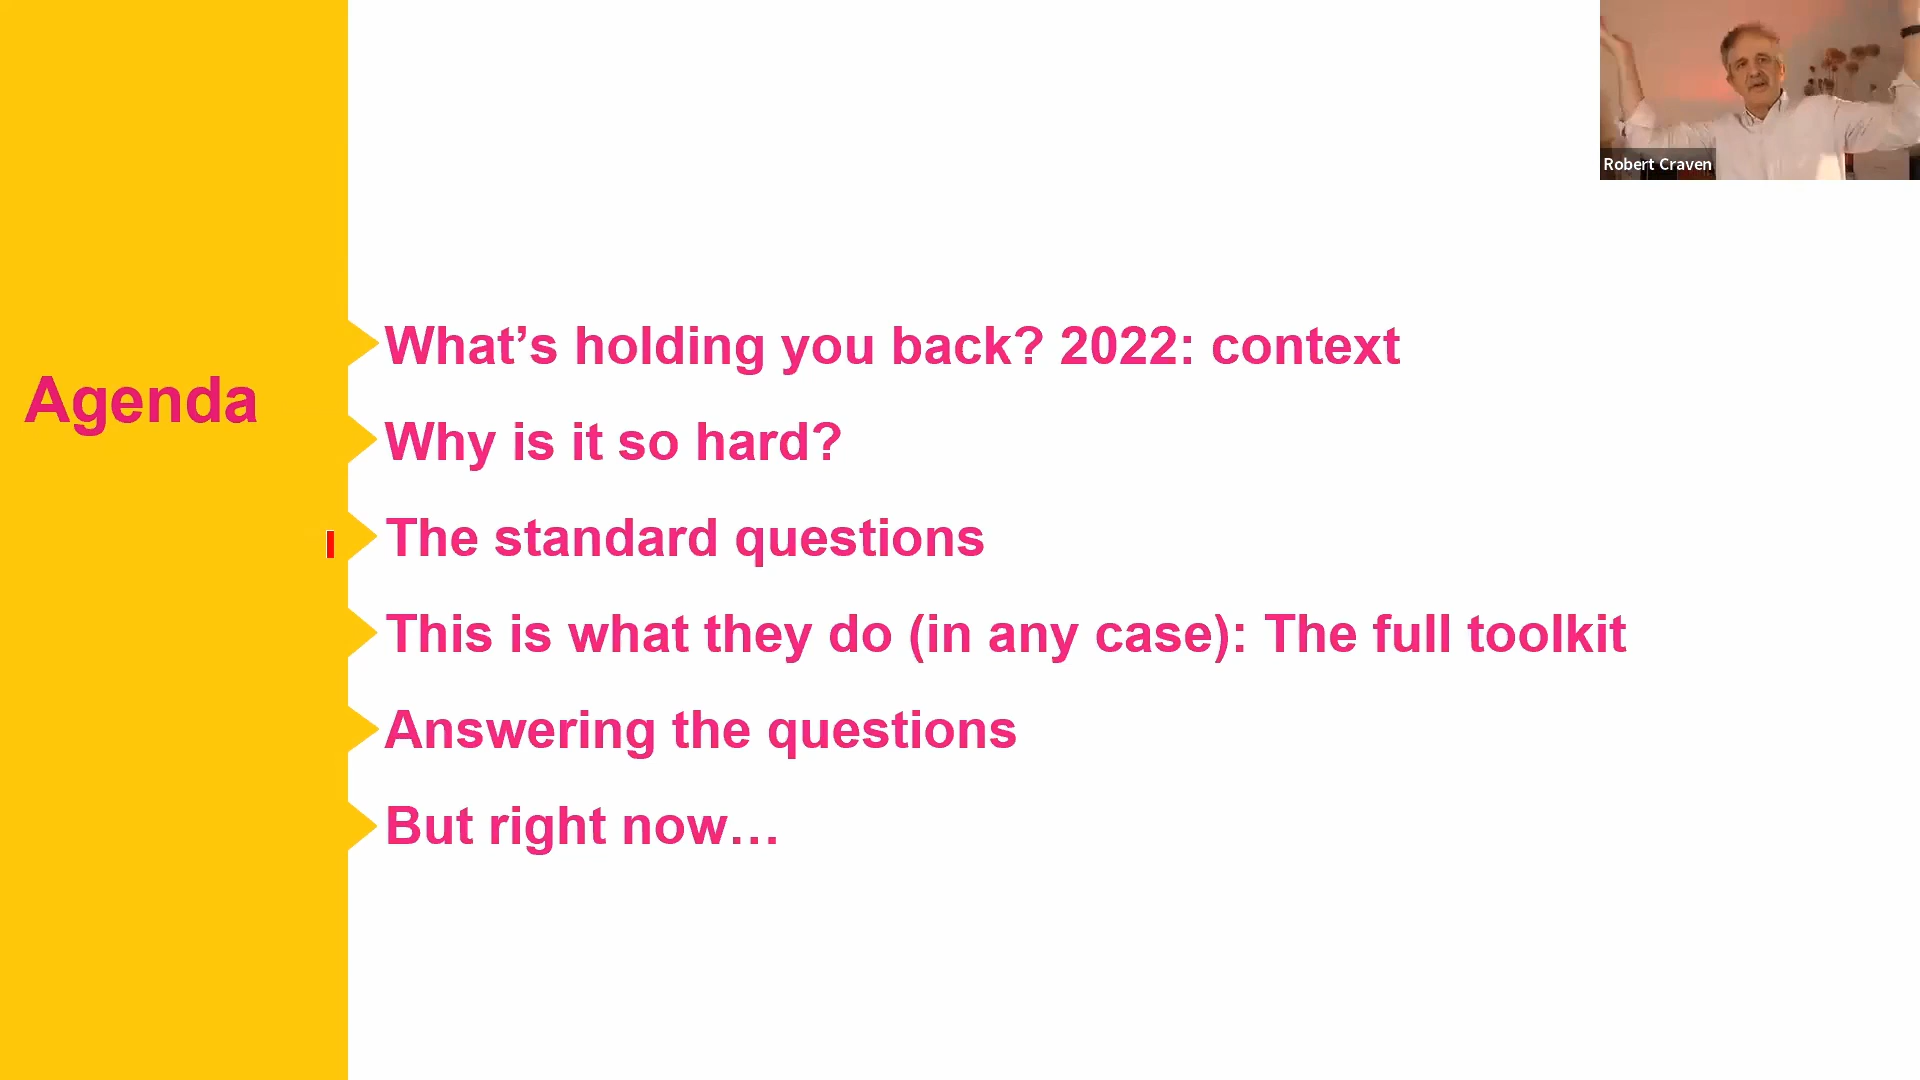 Robert Craven
Agenda
What’s holding you back? 2022: context
Why is it so hard?
The standard questions
This is what they do (in any case): The full toolkit
Answering the questions
But right now…